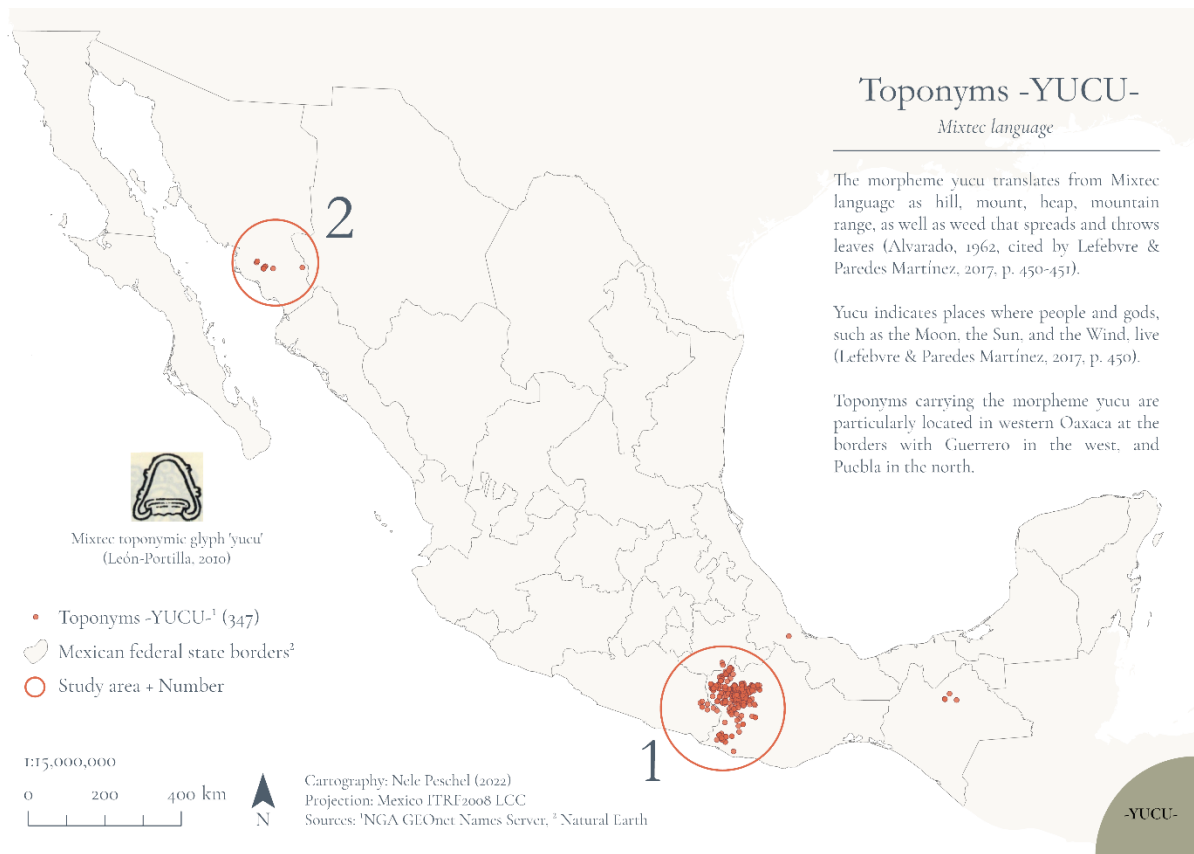 Toponyms -YUCU-
Mixtec language
The morpheme yucu translates from Mixtec
language as hill, mount, heap, mountain
range, as well as weed that spreads and throws
leaves (Alvarado, 1962, cited by Lefebvre &
Paredes Martínez, 2017, p. 450-451).
Yucu indicates places where people and gods,
such as the Moon, the Sun, and the Wind, live
(Lefebvre & Paredes Martínez, 2017, p. 450).
Toponyms carrying the morpheme yucu are
particularly located in western Oaxaca at the
borders with Guerrero in the west, and
Puebla in the north.
2
1
Mixtec toponymic glyph 'yucu'
(León-Portilla, 2010)
Toponyms -YUCU-¹ (347)
Mexican federal state borders²
Study area + Number
1:15,000,000
0 200 400 km
N
Cartography: Nele Peschel (2022)
Projection: Mexico ITRF2008 LCC
Sources: ¹NGA GEOnet Names Server, ² Natural Earth
-YUCU-